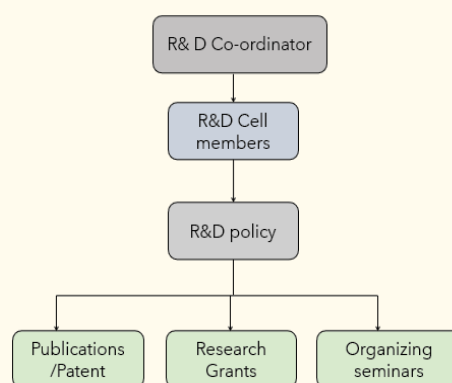 R& D Co-ordinator
R&D Cell
members
R&D policy
Publications
/Patent
Research
Grants
Organizing
seminars